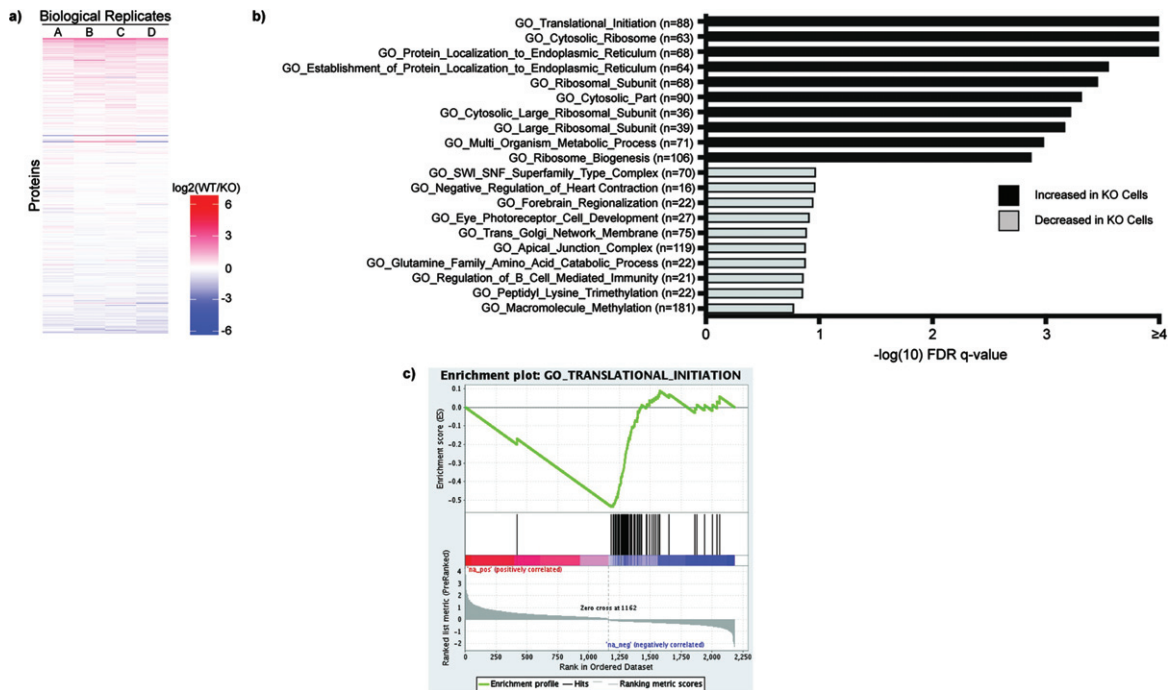 a)
Biological Replicates
A B C D
Proteins
log2(WT/KO)
6
3
0
-3
-6
b)
GO_Translational_Initiation (n=88)
GO_Cytosolic_Ribosome (n=63)
GO_Protein_Localization_to_Endoplasmic_Reticulum (n=68)
GO_Establishment_of_Protein_Localization_to_Endoplasmic_Reticulum (n=64)
GO_Ribosomal_Subunit (n=68)
GO_Cytosolic_Part (n=90)
GO_Cytosolic_Large_Ribosomal_Subunit (n=36)
GO_Large_Ribosomal_Subunit (n=39)
GO_Multi_Organism_Metabolic_Process (n=71)
GO_Ribosome_Biogenesis (n=106)
GO_SWI_SNF_Superfamily_Type_Complex (n=70)
GO_Negative_Regulation_of_Heart_Contraction (n=16)
GO_Forebrain_Regionalization (n=22)
GO_Eye_Photoreceptor_Cell_Development (n=27)
GO_Trans_Golgi_Network_Membrane (n=75)
GO_Apical_Junction_Complex (n=119)
GO_Glutamine_Family_Amino_Acid_Catabolic_Process (n=22)
GO_Regulation_of_B_Cell_Mediated_Immunity (n=21)
GO_Peptidyl_Lysine_Trimethylation (n=22)
GO_Macromolecule_Methylation (n=181)
Increased in KO Cells
Decreased in KO Cells
0 1 2 3 ≥4
-log(10) FDR q-value
c)
Enrichment plot: GO_TRANSLATIONAL_INITIATION
Enrichment score (ES)
0.1
0.0
-0.1
-0.2
-0.3
-0.4
-0.5
'na_pos' (positively correlated)
Ranked list metric (PreRanked)
4
3
2
1
0
-1
-2
Zero cross at 1162
'na_neg' (negatively correlated)
0 250 500 750 1,000 1,250 1,500 1,750 2,000 2,250
Rank in Ordered Dataset
Enrichment profile Hits Ranking metric scores